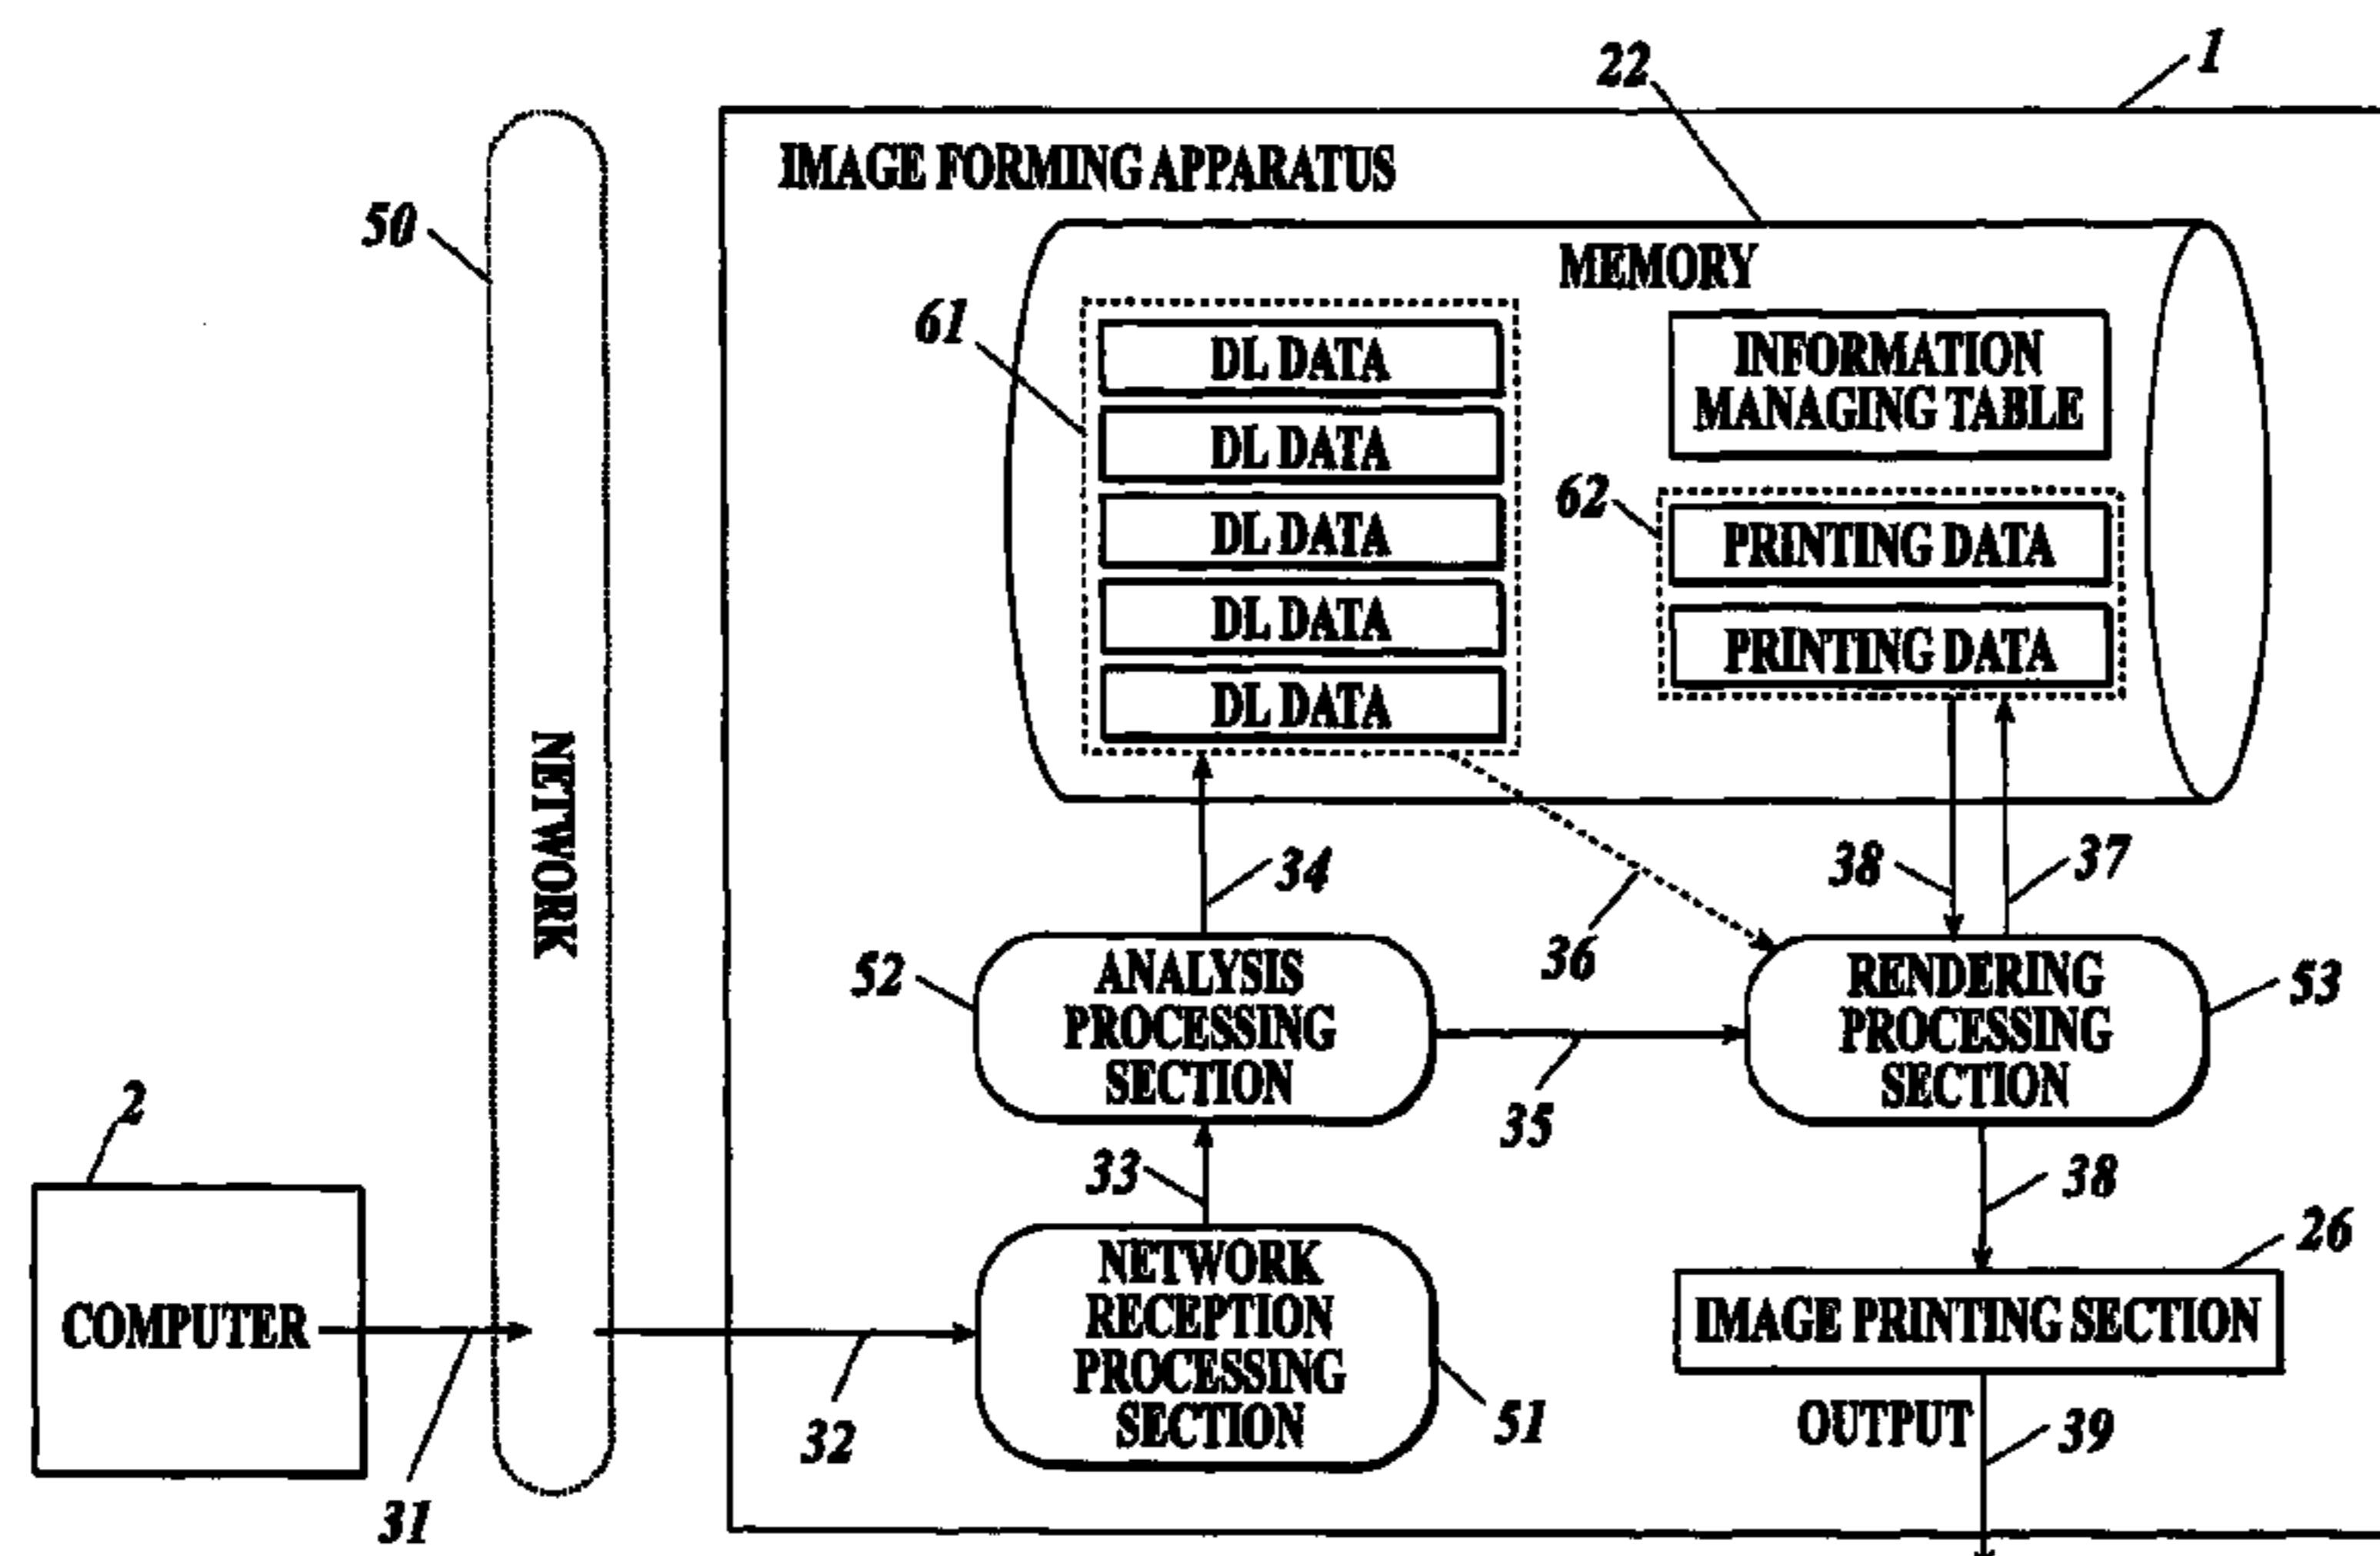 1
22
IMAGE FORMING APPARATUS
50
MEMORY
61
DL DATA
DL DATA
DL DATA
DL DATA
DL DATA
INFORMATION
MANAGING TABLE
62
PRINTING DATA
PRINTING DATA
NETWORK
34
38
37
36
52
ANALYSIS
PROCESSING
SECTION
RENDERING
PROCESSING
SECTION
53
35
2
33
38
COMPUTER
31
32
NETWORK
RECEPTION
PROCESSING
SECTION
51
26
IMAGE PRINTING SECTION
OUTPUT
39